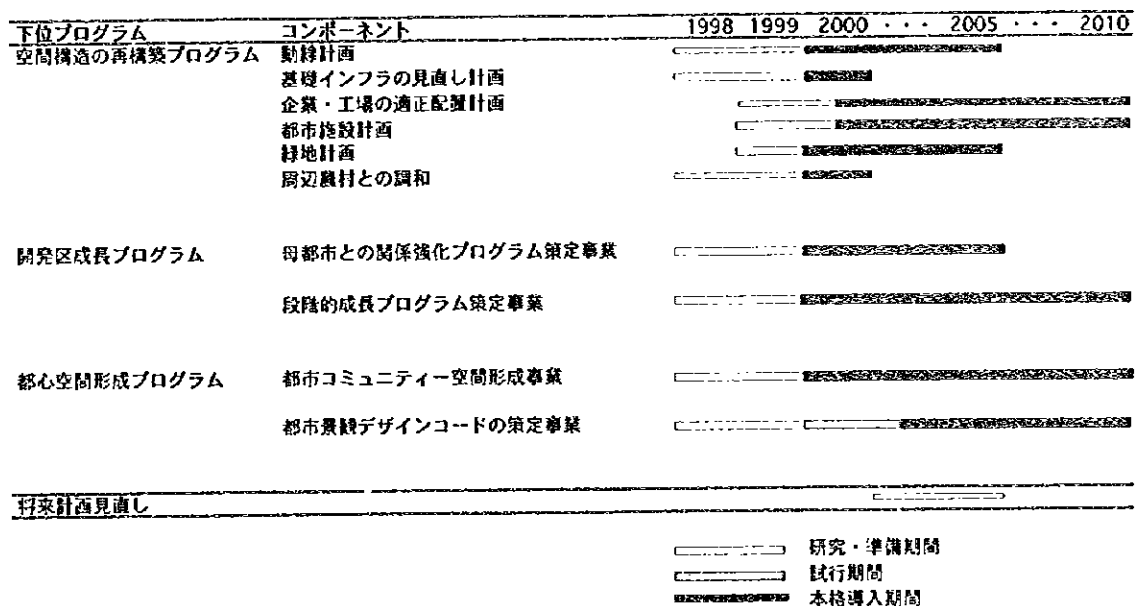 下位プログラム コンポーネント 1998 1999 2000 ・・・ 2005 ・・・ 2010
空間構造の再構築プログラム 動線計画
基礎インフラの見直し計画
企業・工場の適正配置計画
都市施設計画
緑地計画
周辺農村との調和
開発区成長プログラム 母都市との関係強化プログラム策定事業
段階的成長プログラム策定事業
都心空間形成プログラム 都市コミュニティー空間形成事業
都市景観デザインコードの策定事業
将来計画見直し
研究・準備期間
試行期間
本格導入期間